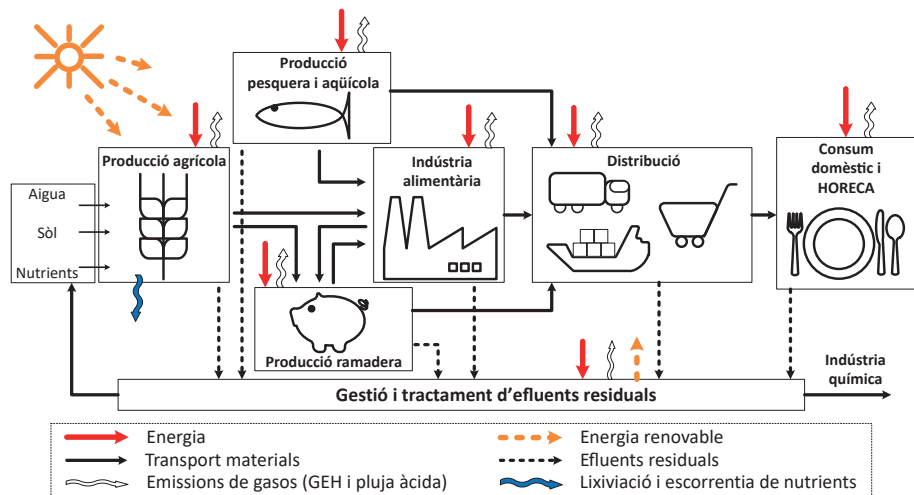 Producció
pesquera i aqüícola
Producció agrícola
Indústria
alimentària
Distribució
Consum
domèstic i
HORECA
Aigua
Sòl
Nutrients
Producció ramadera
Indústria
química
Gestió i tractament d'efluents residuals
Energia
Energia renovable
Transport materials
Efluents residuals
Emissions de gasos (GEH i pluja àcida)
Lixiviació i escorrentia de nutrients